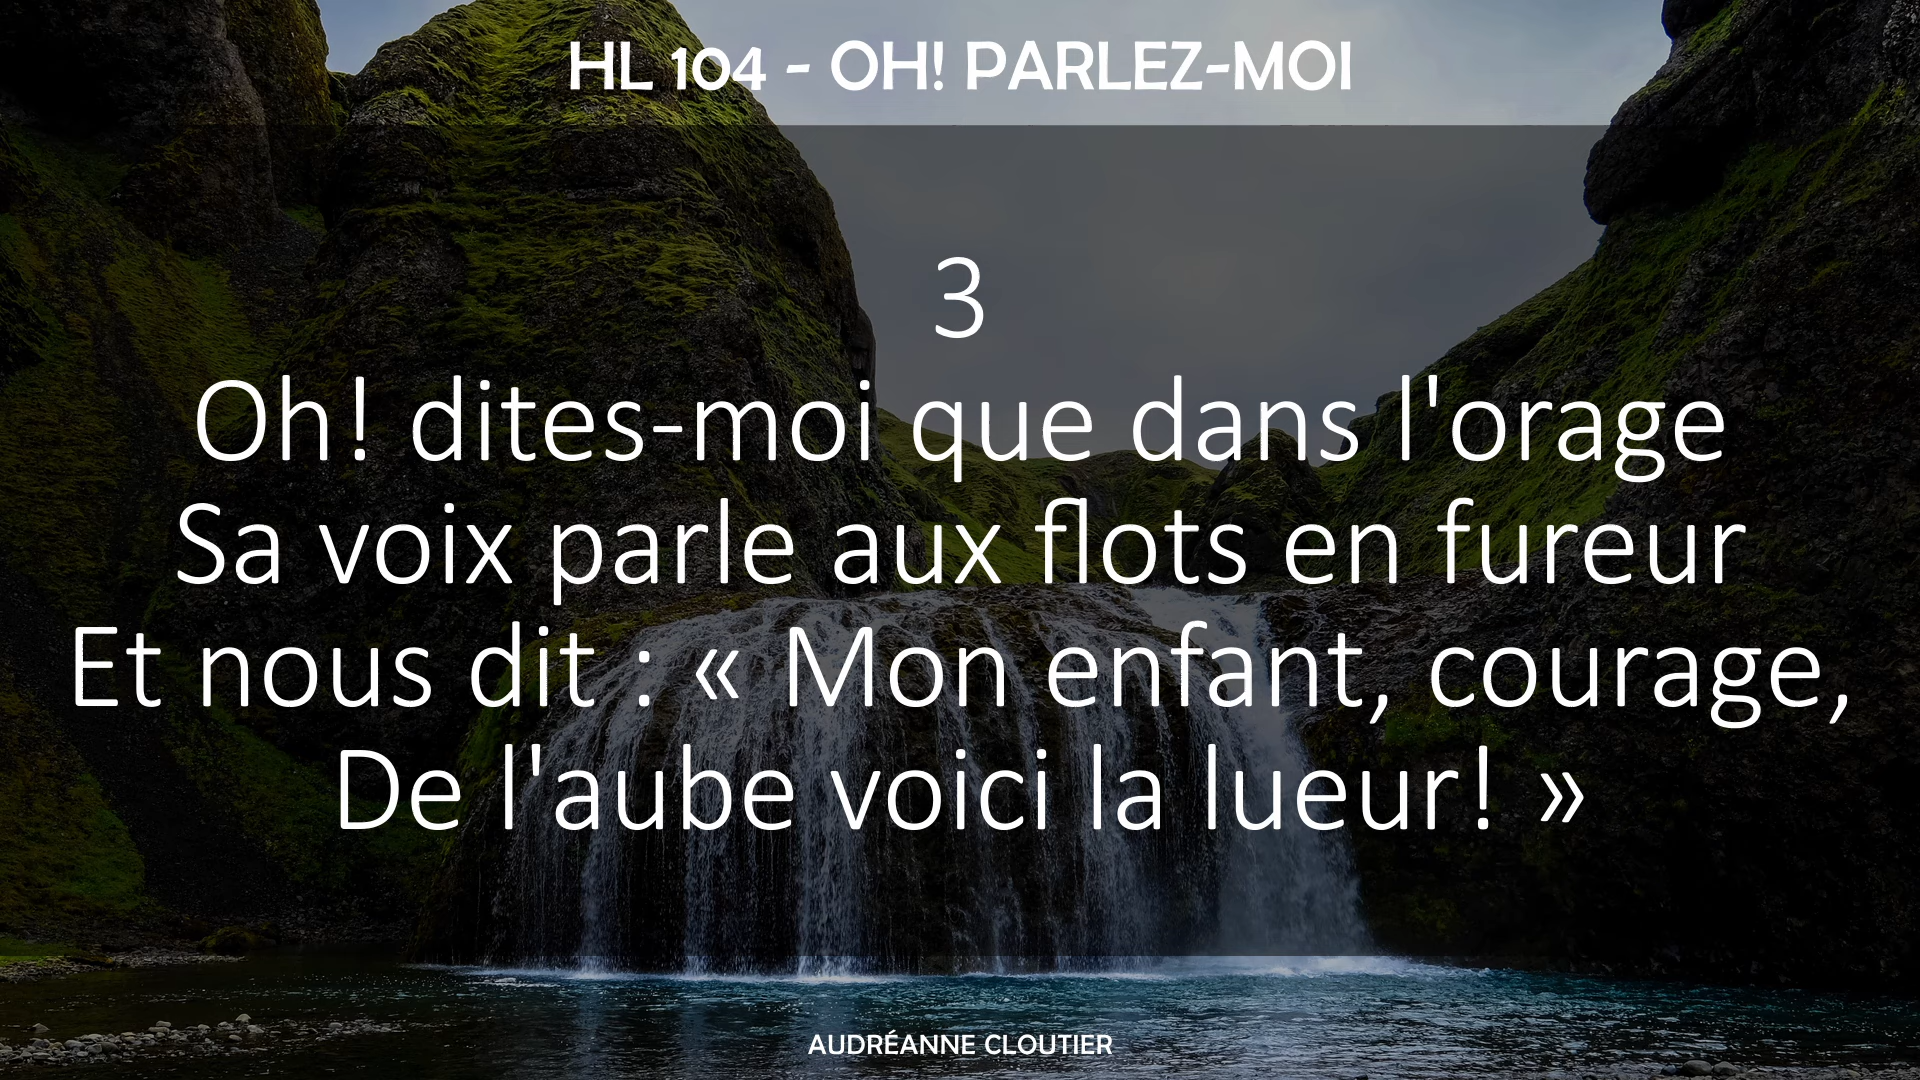 HL 104 - OH! PARLEZ-MOI
3
Oh! dites-moi que dans l'orage
Sa voix parle aux flots en fureur
Et nous dit : « Mon enfant, courage,
De l'aube voici la lueur! »
AUDRÉANNE CLOUTIER